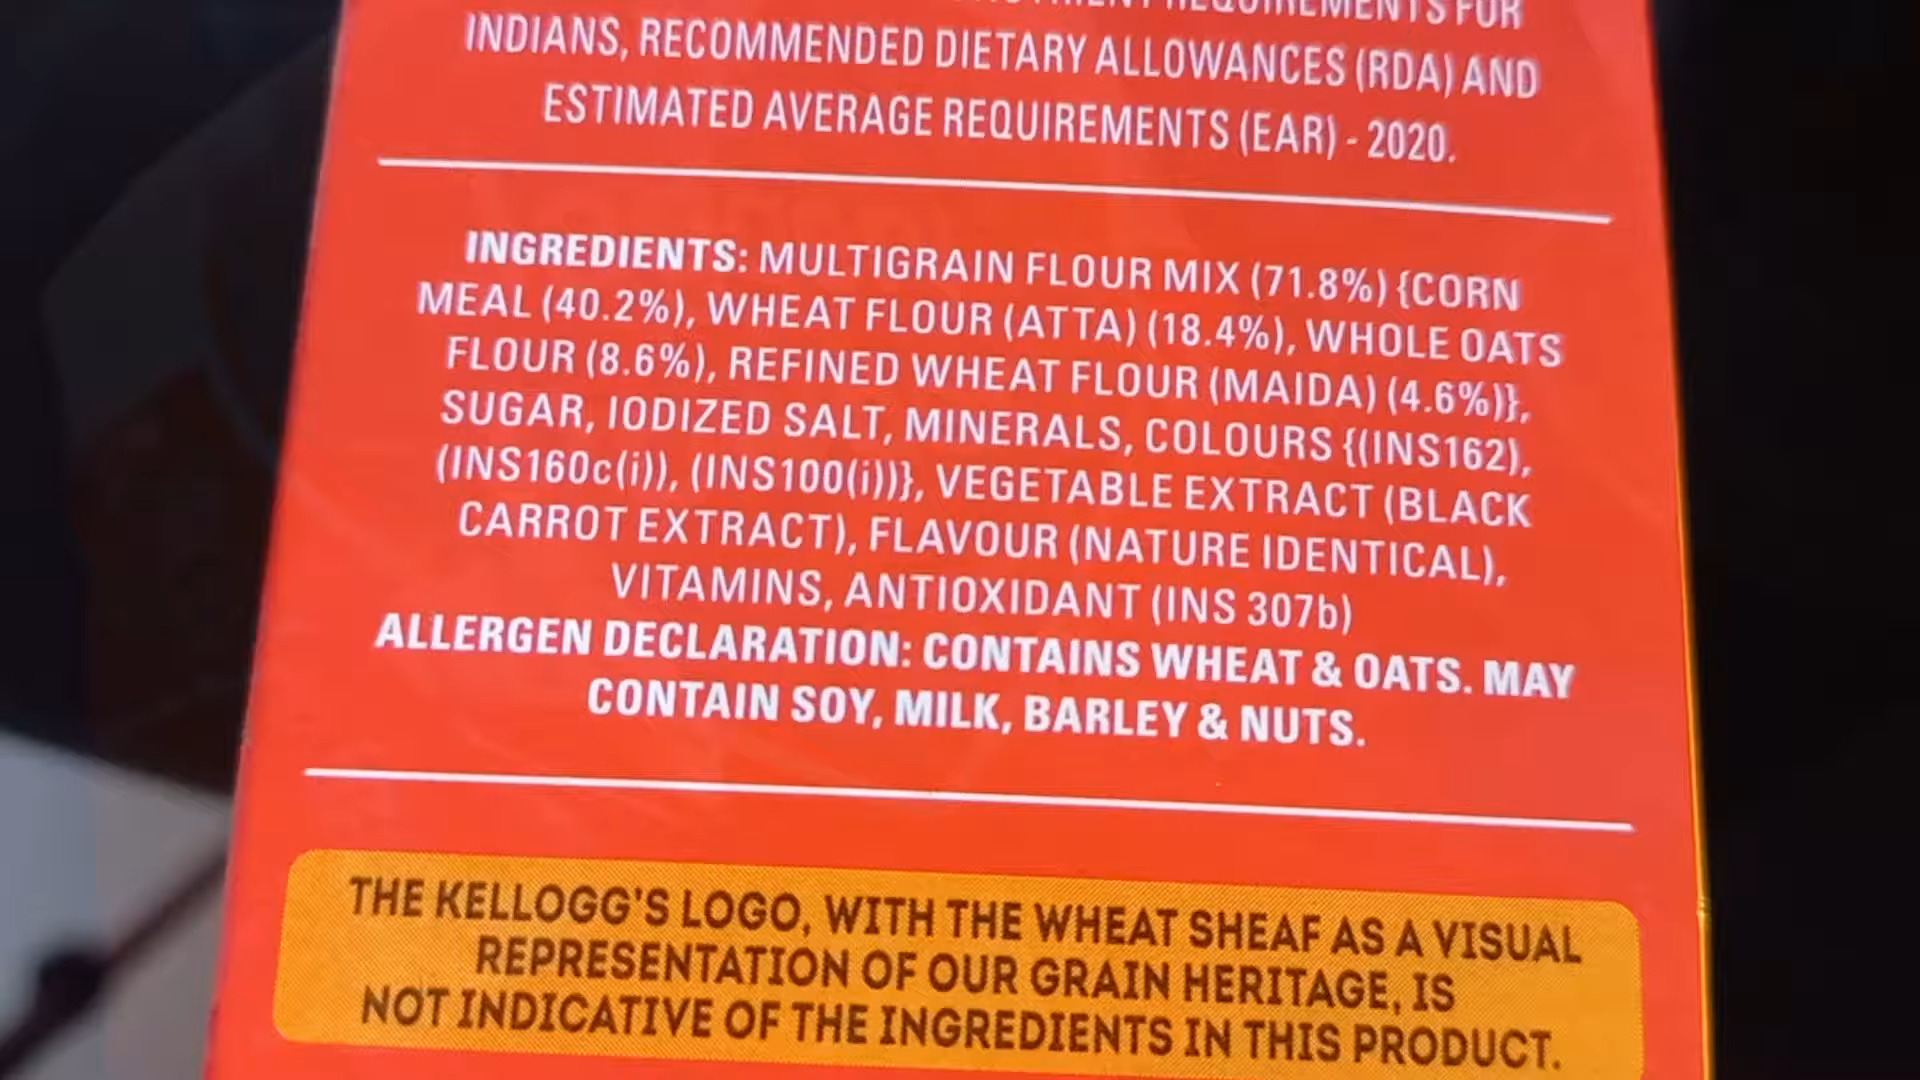 REQUIREMENTS FOR
INDIANS, RECOMMENDED DIETARY ALLOWANCES (RDA) AND
ESTIMATED AVERAGE REQUIREMENTS (EAR) - 2020.
INGREDIENTS: MULTIGRAIN FLOUR MIX (71.8%) {CORN
MEAL (40.2%), WHEAT FLOUR (ATTA) (18.4%), WHOLE OATS
FLOUR (8.6%), REFINED WHEAT FLOUR (MAIDA) (4.6%)},
SUGAR, IODIZED SALT, MINERALS, COLOURS {(INS162),
(INS160c(i)), (INS100(i))}, VEGETABLE EXTRACT (BLACK
CARROT EXTRACT), FLAVOUR (NATURE IDENTICAL),
VITAMINS, ANTIOXIDANT (INS 307b)
ALLERGEN DECLARATION: CONTAINS WHEAT & OATS. MAY
CONTAIN SOY, MILK, BARLEY & NUTS.
THE KELLOGG'S LOGO, WITH THE WHEAT SHEAF AS A VISUAL
REPRESENTATION OF OUR GRAIN HERITAGE, IS
NOT INDICATIVE OF THE INGREDIENTS IN THIS PRODUCT.